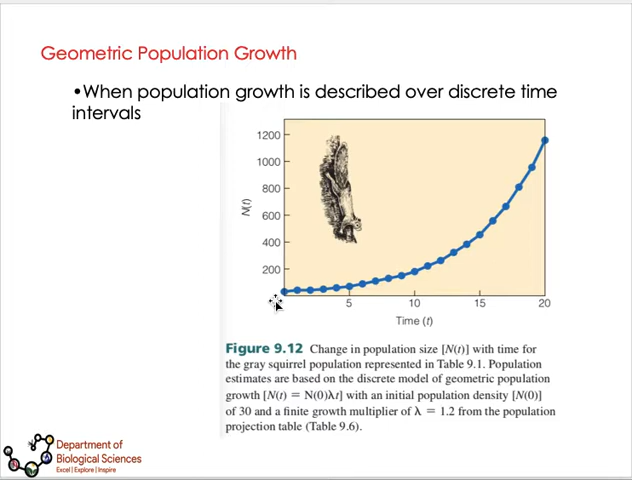 Geometric Population Growth
•When population growth is described over discrete time
intervals
1200
1000
800
600
400
200
N(t)
5
10
15
20
Time (t)
Figure 9.12 Change in population size [N(t)] with time for
the gray squirrel population represented in Table 9.1. Population
estimates are based on the discrete model of geometric population
growth [N(t) = N(0)λt] with an initial population density [N(0)]
of 30 and a finite growth multiplier of λ = 1.2 from the population
projection table (Table 9.6).
Department of
Biological Sciences
Excel | Explore | Inspire